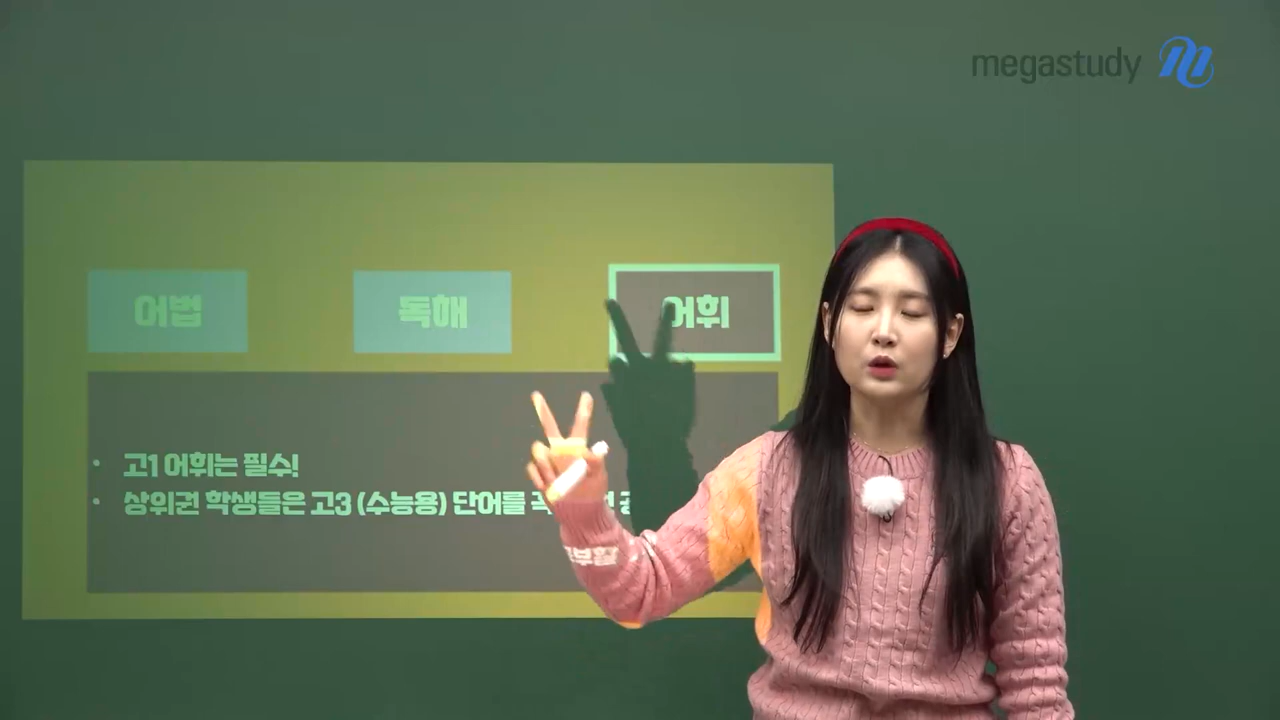 megastudy
어법
독해
어휘
고1 어휘는 필수!
상위권 학생들은 고3 (수능용) 단어를